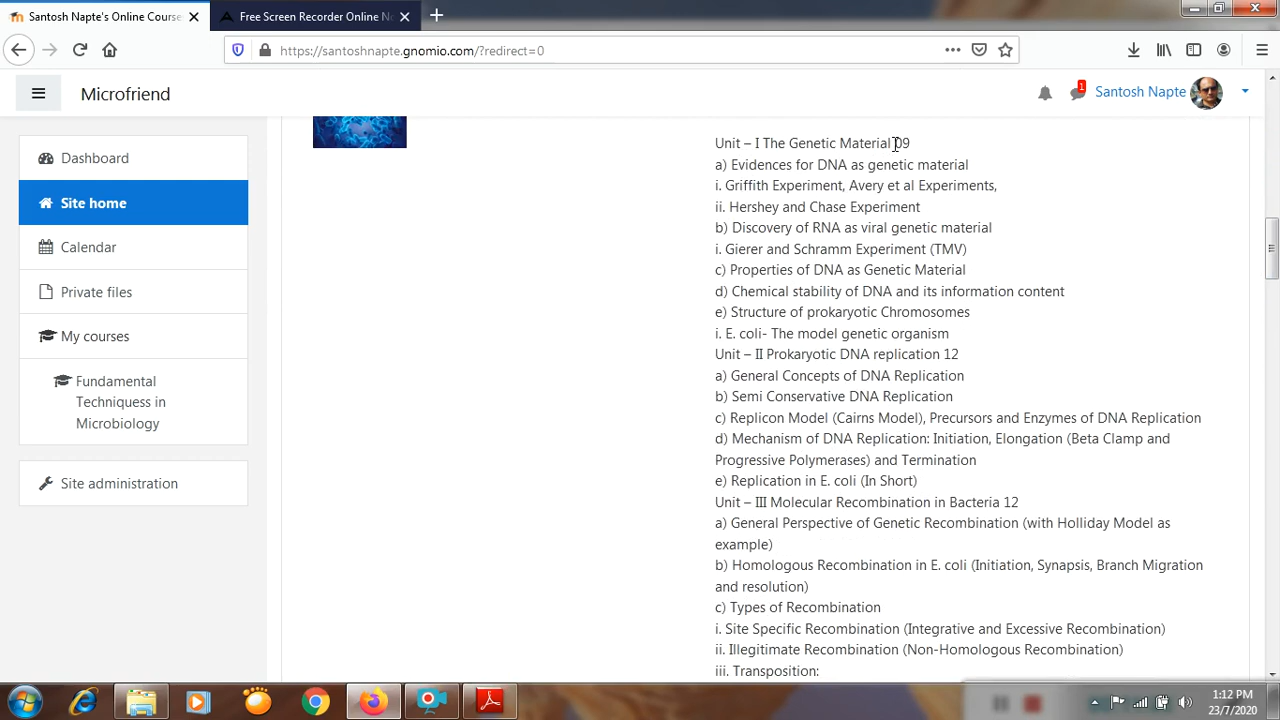 Santosh Napte's Online Course
Free Screen Recorder Online No
https://santoshnapte.gnomio.com/?redirect=0
Microfriend
1
Santosh Napte
Dashboard
Site home
Calendar
Private files
My courses
Fundamental
Techniquess in
Microbiology
Site administration
Unit – I The Genetic Material 09
a) Evidences for DNA as genetic material
i. Griffith Experiment, Avery et al Experiments,
ii. Hershey and Chase Experiment
b) Discovery of RNA as viral genetic material
i. Gierer and Schramm Experiment (TMV)
c) Properties of DNA as Genetic Material
d) Chemical stability of DNA and its information content
e) Structure of prokaryotic Chromosomes
i. E. coli- The model genetic organism
Unit – II Prokaryotic DNA replication 12
a) General Concepts of DNA Replication
b) Semi Conservative DNA Replication
c) Replicon Model (Cairns Model), Precursors and Enzymes of DNA Replication
d) Mechanism of DNA Replication: Initiation, Elongation (Beta Clamp and
Progressive Polymerases) and Termination
e) Replication in E. coli (In Short)
Unit – III Molecular Recombination in Bacteria 12
a) General Perspective of Genetic Recombination (with Holliday Model as
example)
b) Homologous Recombination in E. coli (Initiation, Synapsis, Branch Migration
and resolution)
c) Types of Recombination
i. Site Specific Recombination (Integrative and Excessive Recombination)
ii. Illegitimate Recombination (Non-Homologous Recombination)
iii. Transposition:
1:12 PM
23/7/2020